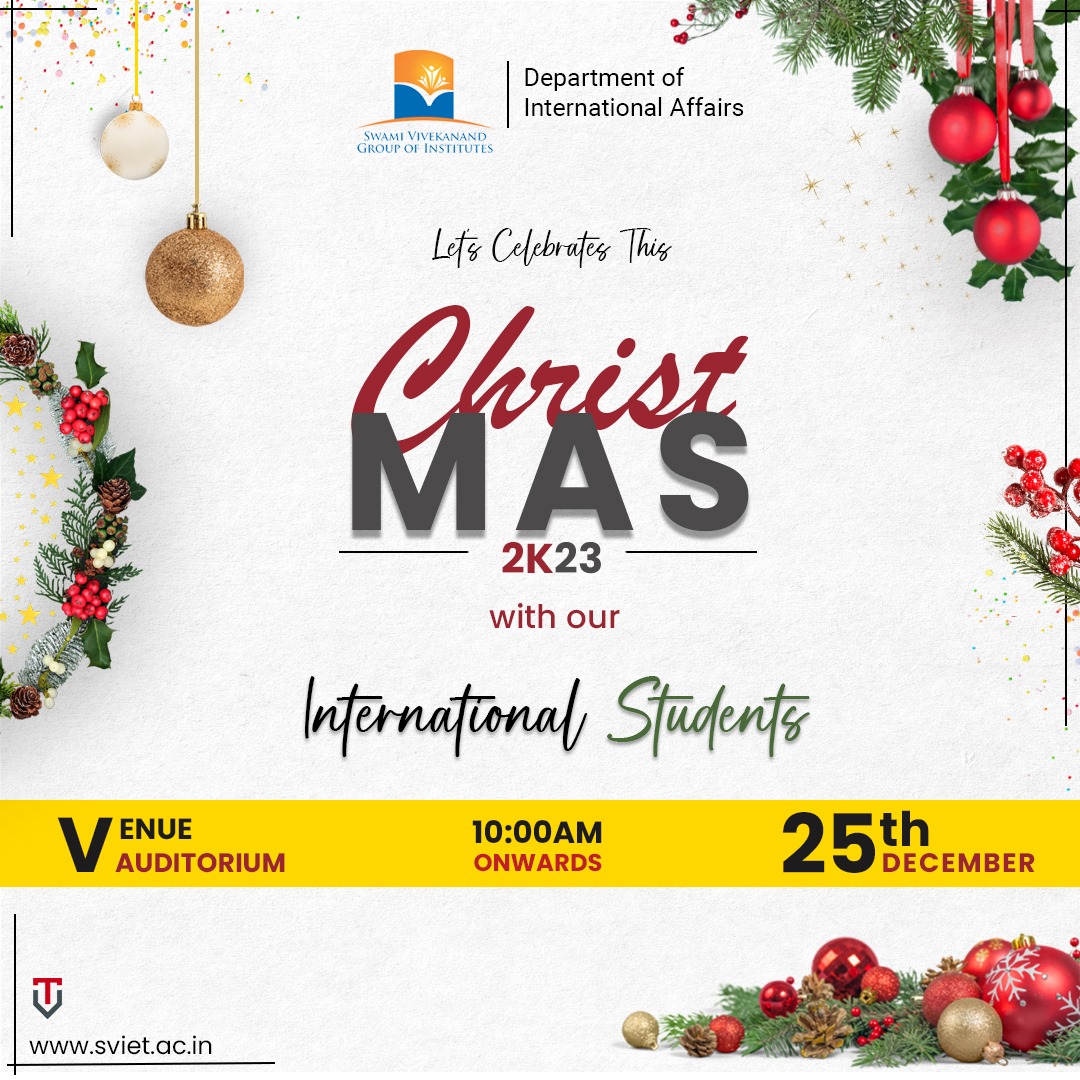 SWAMI VIVEKANAND
GROUP OF INSTITUTES
Department of
International Affairs
Let's Celebrates This
Christ
MAS
2K23
with our
International Students
VENUE
AUDITORIUM
10:00AM
ONWARDS
25th
DECEMBER
www.sviet.ac.in